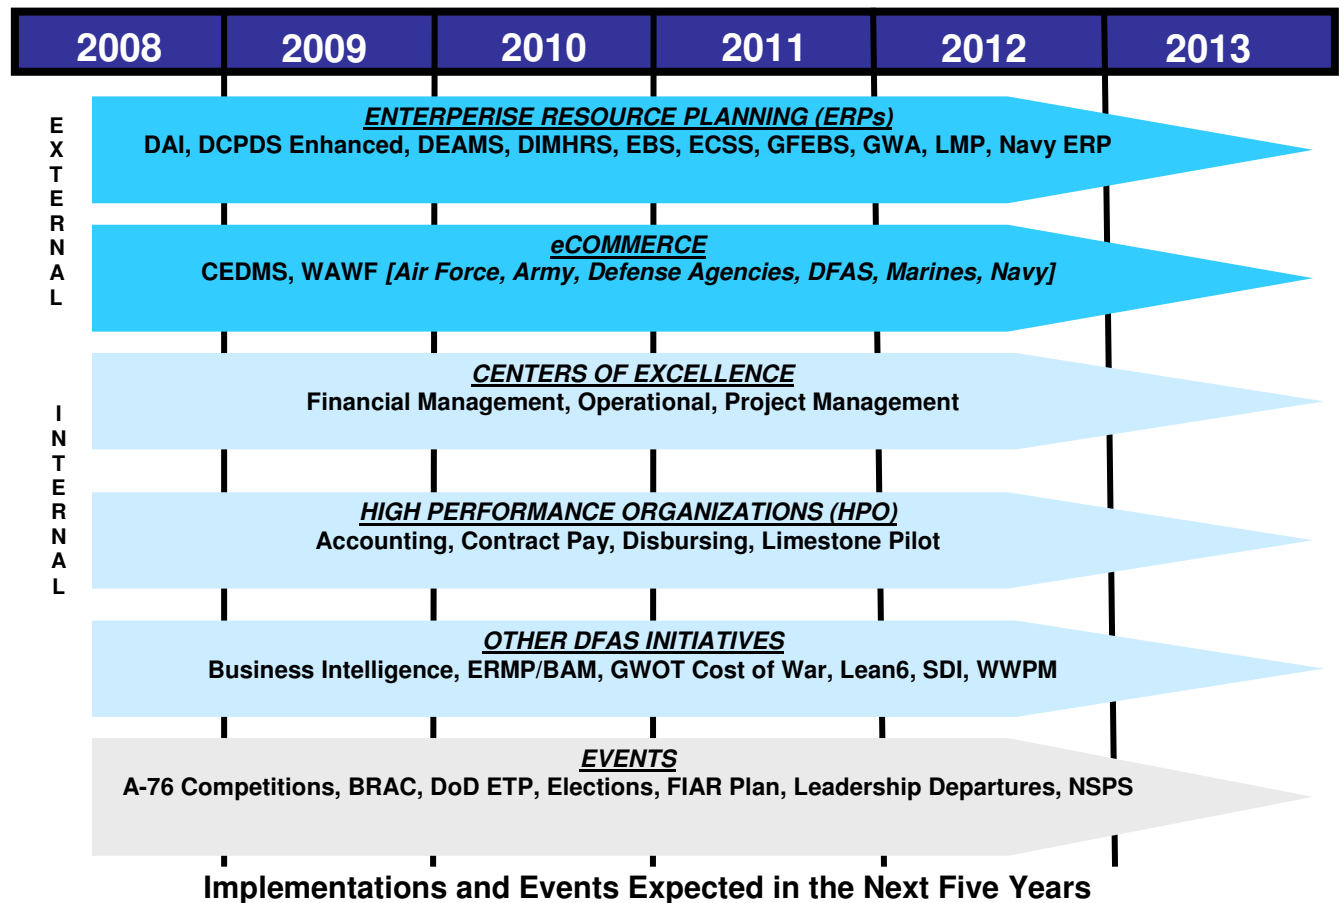 2008 2009 2010 2011 2012 2013
EXTERNAL
ENTERPERISE RESOURCE PLANNING (ERPs)
DAI, DCPDS Enhanced, DEAMS, DIMHRS, EBS, ECSS, GFEBS, GWA, LMP, Navy ERP
eCOMMERCE
CEDMS, WAWF [Air Force, Army, Defense Agencies, DFAS, Marines, Navy]
INTERNAL
CENTERS OF EXCELLENCE
Financial Management, Operational, Project Management
HIGH PERFORMANCE ORGANIZATIONS (HPO)
Accounting, Contract Pay, Disbursing, Limestone Pilot
OTHER DFAS INITIATIVES
Business Intelligence, ERMP/BAM, GWOT Cost of War, Lean6, SDI, WWPM
EVENTS
A-76 Competitions, BRAC, DoD ETP, Elections, FIAR Plan, Leadership Departures, NSPS
Implementations and Events Expected in the Next Five Years